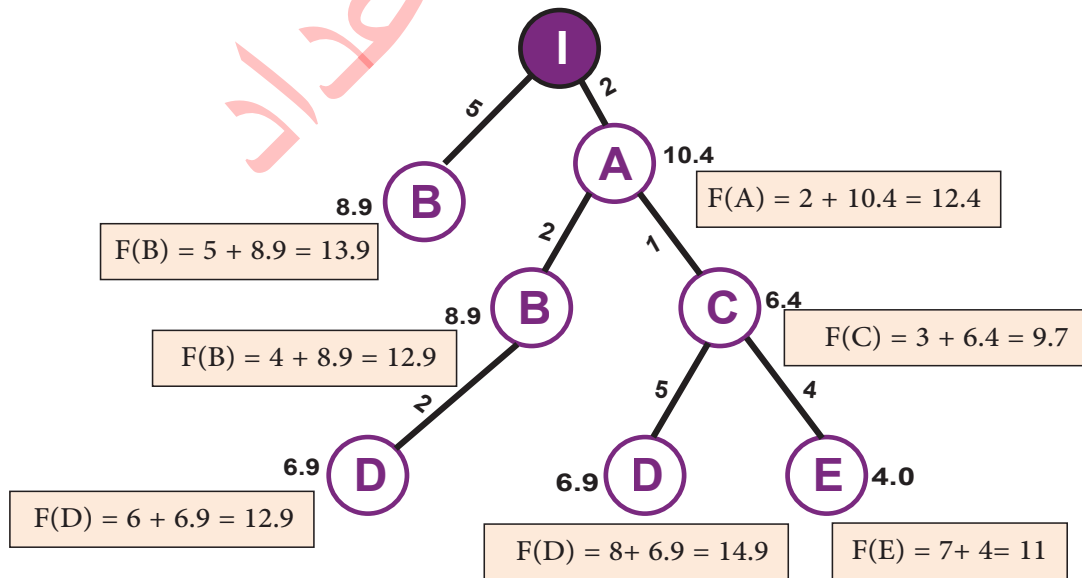 I
5
2
A
10.4
F(A) = 2 + 10.4 = 12.4
B
8.9
F(B) = 5 + 8.9 = 13.9
2
1
B
8.9
F(B) = 4 + 8.9 = 12.9
C
6.4
F(C) = 3 + 6.4 = 9.7
2
5
4
D
6.9
F(D) = 6 + 6.9 = 12.9
D
6.9
F(D) = 8+ 6.9 = 14.9
E
4.0
F(E) = 7+ 4= 11